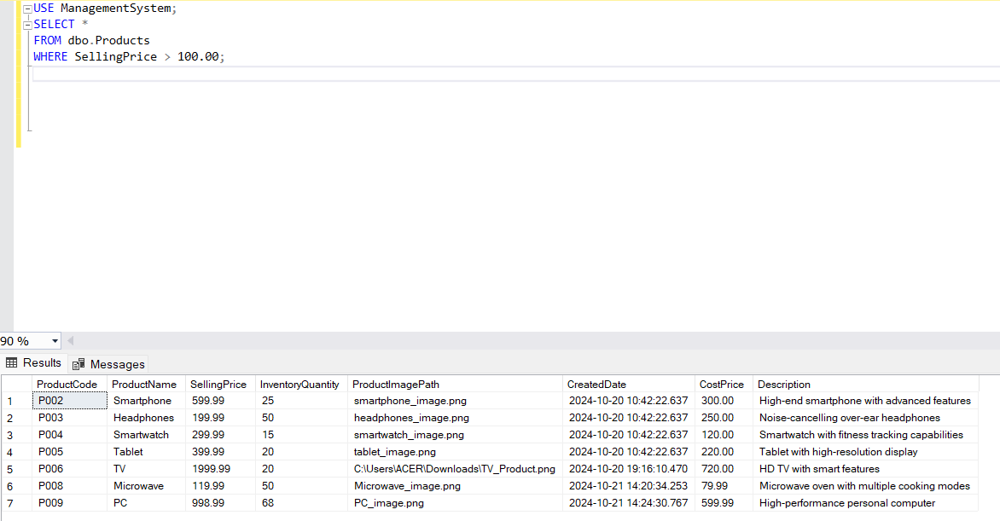 USE ManagementSystem;
SELECT *
FROM dbo.Products
WHERE SellingPrice > 100.00;
90 %
Results Messages
ProductCode ProductName SellingPrice InventoryQuantity ProductImagePath CreatedDate CostPrice Description
1 P002 Smartphone 599.99 25 smartphone_image.png 2024-10-20 10:42:22.637 300.00 High-end smartphone with advanced features
2 P003 Headphones 199.99 50 headphones_image.png 2024-10-20 10:42:22.637 250.00 Noise-cancelling over-ear headphones
3 P004 Smartwatch 299.99 15 smartwatch_image.png 2024-10-20 10:42:22.637 120.00 Smartwatch with fitness tracking capabilities
4 P005 Tablet 399.99 20 tablet_image.png 2024-10-20 10:42:22.637 220.00 Tablet with high-resolution display
5 P006 TV 1999.99 20 C:\Users\ACER\Downloads\TV_Product.png 2024-10-20 19:16:10.470 720.00 HD TV with smart features
6 P008 Microwave 119.99 50 Microwave_image.png 2024-10-21 14:20:34.253 79.99 Microwave oven with multiple cooking modes
7 P009 PC 998.99 68 PC_image.png 2024-10-21 14:24:30.767 599.99 High-performance personal computer